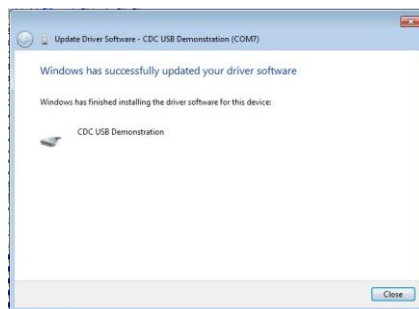 Update Driver Software - CDC USB Demonstration (COM7)
Windows has successfully updated your driver software
Windows has finished installing the driver software for this device:
CDC USB Demonstration
Close